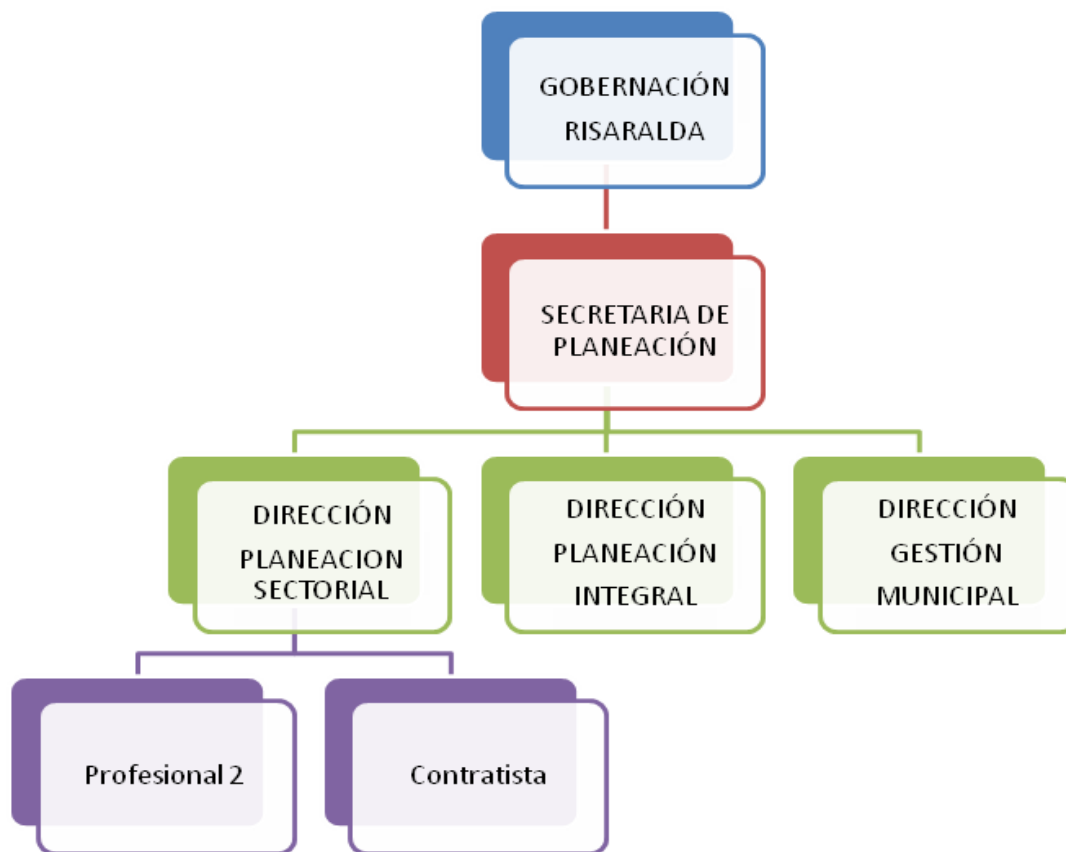 GOBERNACIÓN
RISARALDA
SECRETARIA DE
PLANEACIÓN
DIRECCIÓN
PLANEACION
SECTORIAL
DIRECCIÓN
PLANEACIÓN
INTEGRAL
DIRECCIÓN
GESTIÓN
MUNICIPAL
Profesional 2
Contratista